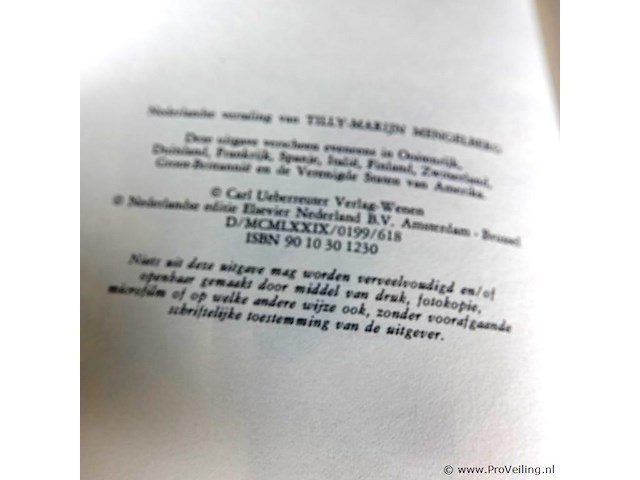 Nederlandse vertaling van TILLY-MARIJN MENGELBERG
Deze uitgave verscheen eveneens in Oostenrijk,
Duitsland, Frankrijk, Spanje, Italië, Finland, Zwitserland,
Groot-Brittannië en de Verenigde Staten van Amerika.
© Carl Ueberreuter Verlag-Wenen
© Nederlandse editie Elsevier Nederland B.V. Amsterdam - Brussel
D/MCMLXXIX/0199/618
ISBN 90 10 30 1230
Niets uit deze uitgave mag worden verveelvoudigd en/of
openbaar gemaakt door middel van druk, fotokopie,
microfilm of op welke andere wijze ook, zonder voorafgaande
schriftelijke toestemming van de uitgever.
© www.ProVeiling.nl